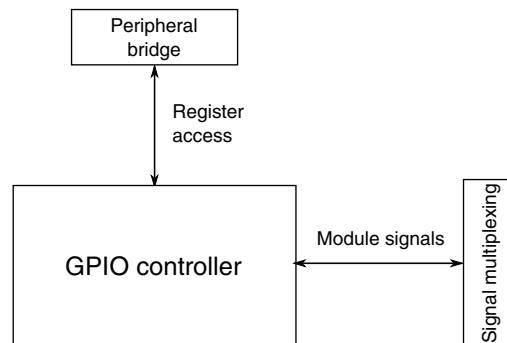 Peripheral
bridge
Register
access
GPIO controller
Module signals
Signal multiplexing